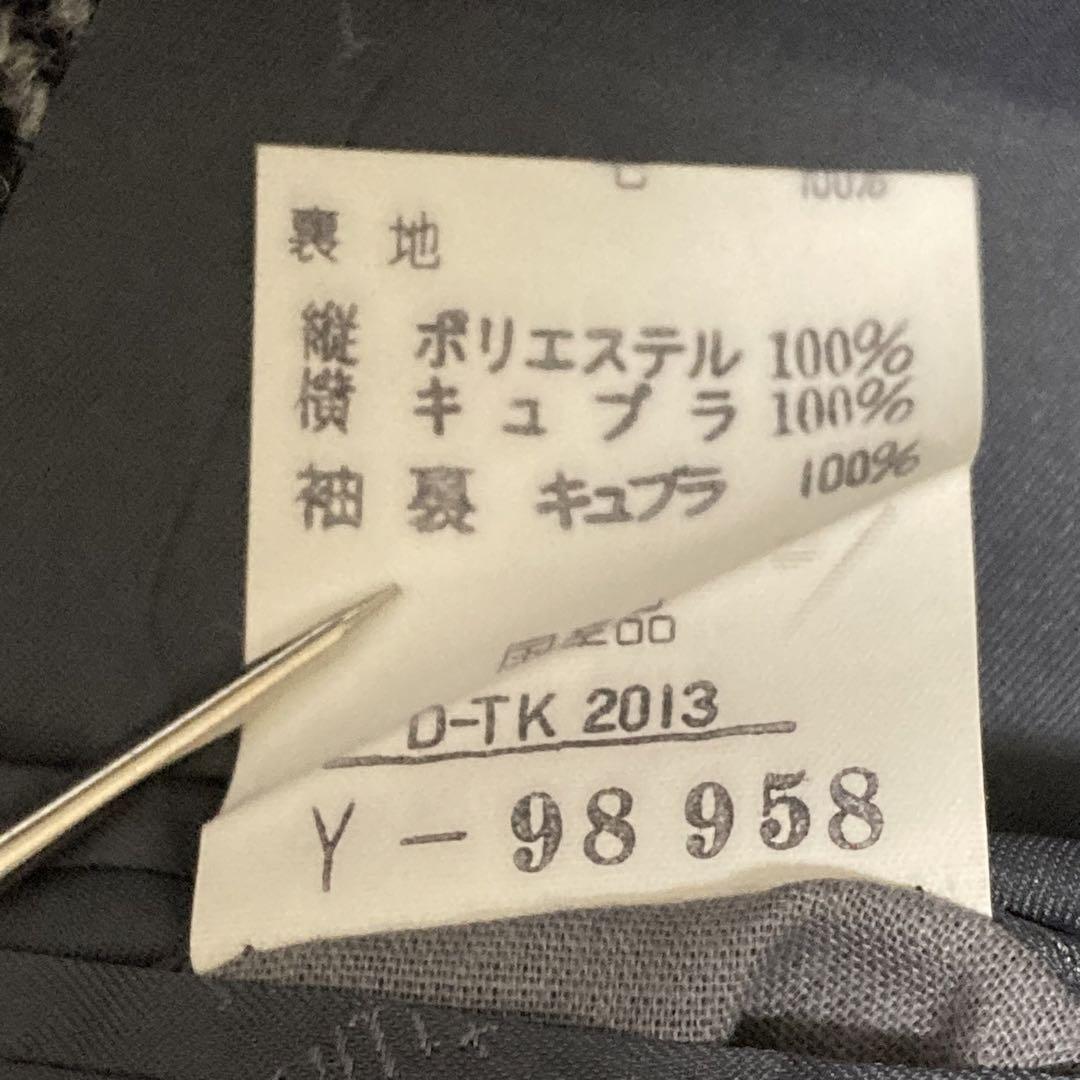 100%
裏地
縦 ポリエステル 100%
横 キュプラ 100%
袖裏 キュプラ 100%
D-TK 2013
Y-98958